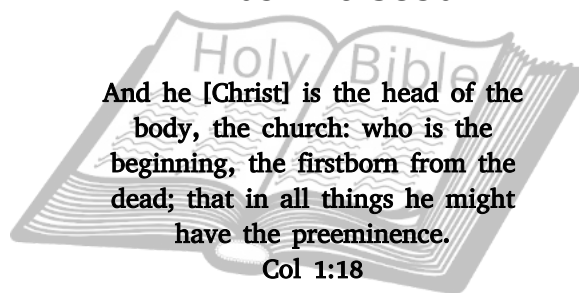 Holy Bible
And he [Christ] is the head of the
body, the church: who is the
beginning, the firstborn from the
dead; that in all things he might
have the preeminence.
Col 1:18